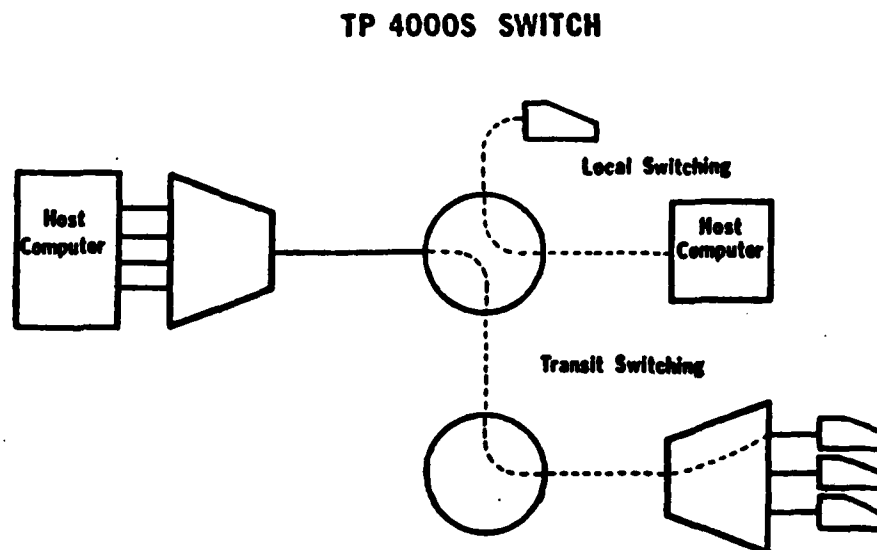 TP 4000S SWITCH
Local Switching
Host
Computer
Host
Computer
Transit Switching